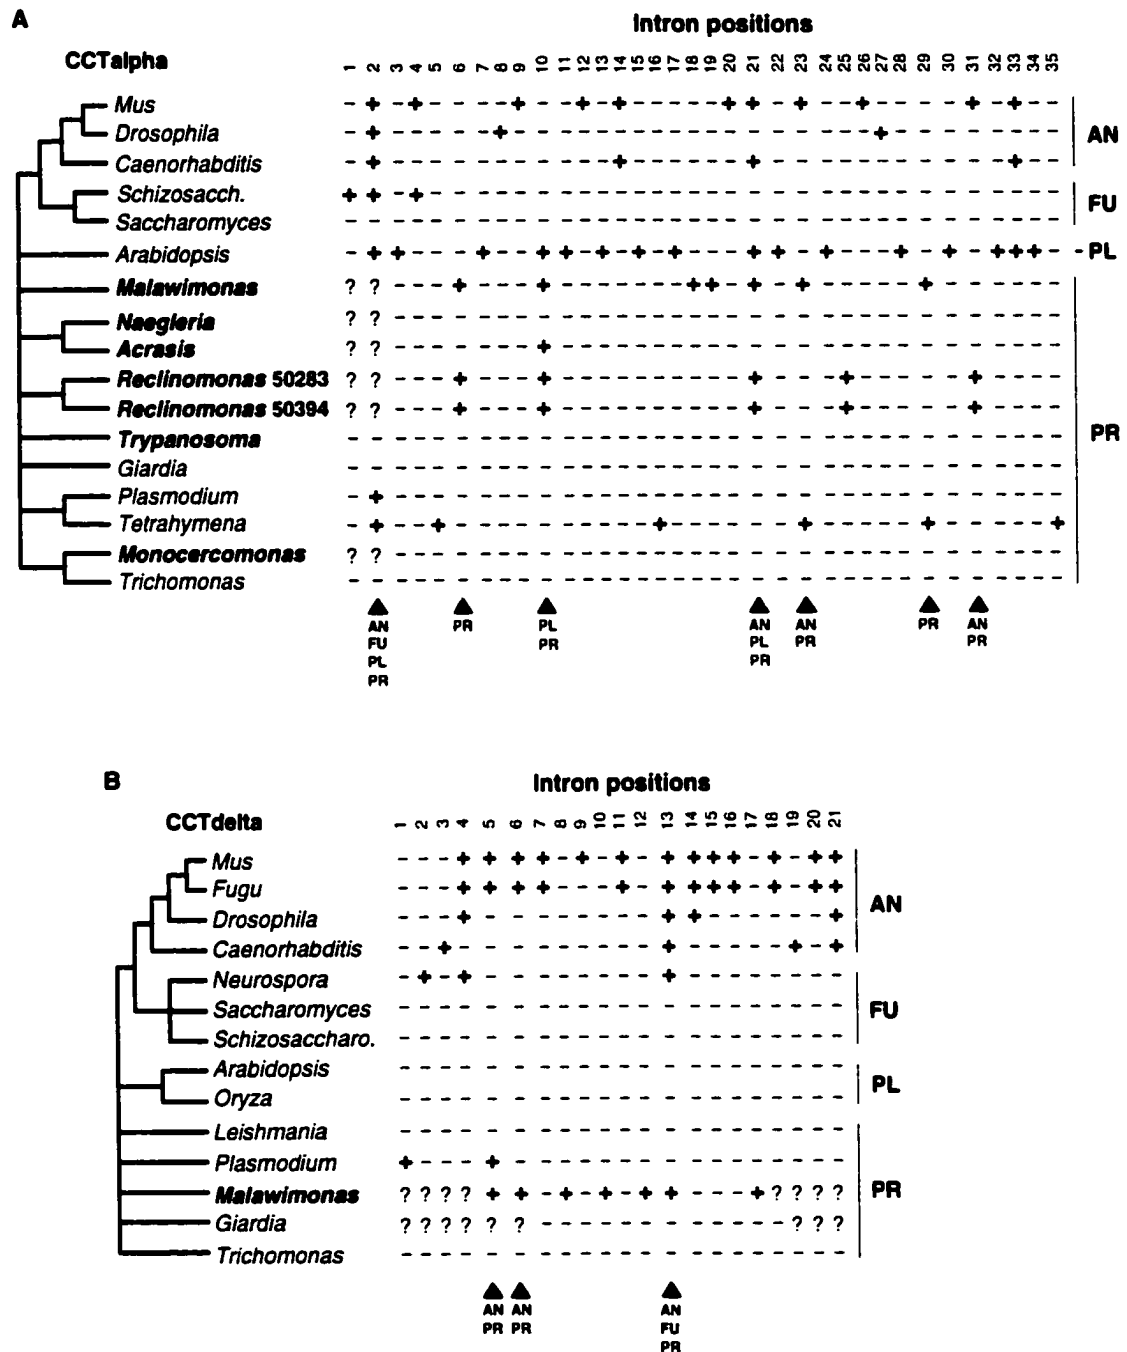 A
Intron positions
CCTalpha 1 2 3 4 5 6 7 8 9 10 11 12 13 14 15 16 17 18 19 20 21 22 23 24 25 26 27 28 29 30 31 32 33 34 35
Mus - + - + - - - - + - - + - + - - - - - + + - + - - + - - - - + - + - -
Drosophila - + - - - - - + - - - - - - - - - - - - - - - - - - + - - - - - - - -
AN
Caenorhabditis - + - - - - - - - - - - - + - - - - - - + - - - - - - - - - - - + - -
Schizosacch. + + - + - - - - - - - - - - - - - - - - - - - - - - - - - - - - - - -
FU
Saccharomyces - - - - - - - - - - - - - - - - - - - - - - - - - - - - - - - - - - -
Arabidopsis - + + - - - + - - + + - + - + - + - - - + + - + - - - + - + - + + + - - PL
Malawimonas ? ? - - - + - - - + - - - - - - - + + - + - + - - - - - + - - - - - -
Naegleria ? ? - - - - - - - - - - - - - - - - - - - - - - - - - - - - - - - - -
Acrasis ? ? - - - - - - - + - - - - - - - - - - - - - - - - - - - - - - - - -
Reclinomonas 50283 ? ? - - - + - - - + - - - - - - - - - - + - - - + - - - - - + - - - -
Reclinomonas 50394 ? ? - - - + - - - + - - - - - - - - - - + - - - + - - - - - + - - - -
PR
Trypanosoma - - - - - - - - - - - - - - - - - - - - - - - - - - - - - - - - - - -
Giardia - - - - - - - - - - - - - - - - - - - - - - - - - - - - - - - - - - -
Plasmodium - + - - - - - - - - - - - - - - - - - - - - - - - - - - - - - - - - -
Tetrahymena - + - - + - - - - - - - - - - + - - - - - - + - - - - - + - - - - - +
Monocercomonas ? ? - - - - - - - - - - - - - - - - - - - - - - - - - - - - - - - - -
Trichomonas - - - - - - - - - - - - - - - - - - - - - - - - - - - - - - - - - - -
AN PR PL AN AN PR AN
FU PR PL PR PR
PL PR
PR
B
Intron positions
CCTdelta 1 2 3 4 5 6 7 8 9 10 11 12 13 14 15 16 17 18 19 20 21
Mus - - - + + + + - + - + - + + + + - + - + +
Fugu - - - + + + + - - - + - + + + + - + - + +
AN
Drosophila - - - + - - - - - - - - + + - - - - - - +
Caenorhabditis - - + - - - - - - - - - + - - - - - + - +
Neurospora - + - + - - - - - - - - + - - - - - - - -
Saccharomyces - - - - - - - - - - - - - - - - - - - - -
FU
Schizosaccharo. - - - - - - - - - - - - - - - - - - - - -
Arabidopsis - - - - - - - - - - - - - - - - - - - - -
PL
Oryza - - - - - - - - - - - - - - - - - - - - -
Leishmania - - - - - - - - - - - - - - - - - - - - -
Plasmodium + - - - + - - - - - - - - - - - - - - - -
Malawimonas ? ? ? ? + + - + - + - + + - - - + ? ? ? ?
PR
Giardia ? ? ? ? ? ? - - - - - - - - - - - - ? ? ?
Trichomonas - - - - - - - - - - - - - - - - - - - - -
AN AN AN
PR PR FU
PR